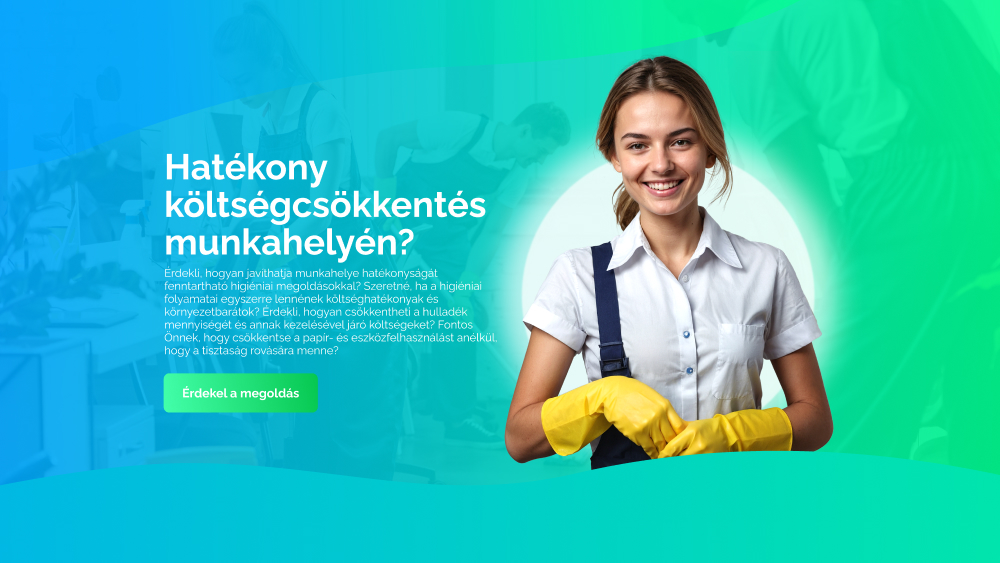 Hatékony
költségcsökkentés
munkahelyén?
Érdekli, hogyan javíthatja munkahelye hatékonyságát
fenntartható higiéniai megoldásokkal? Szeretné, ha a higiéniai
folyamatai egyszerre lennének költséghatékonyak és
környezetbarátok? Érdekli, hogyan csökkentheti a hulladék
mennyiségét és annak kezelésével járó költségeket? Fontos
Önnek, hogy csökkentse a papír- és eszközfelhasználást anélkül,
hogy a tisztaság rovására menne?
Érdekel a megoldás